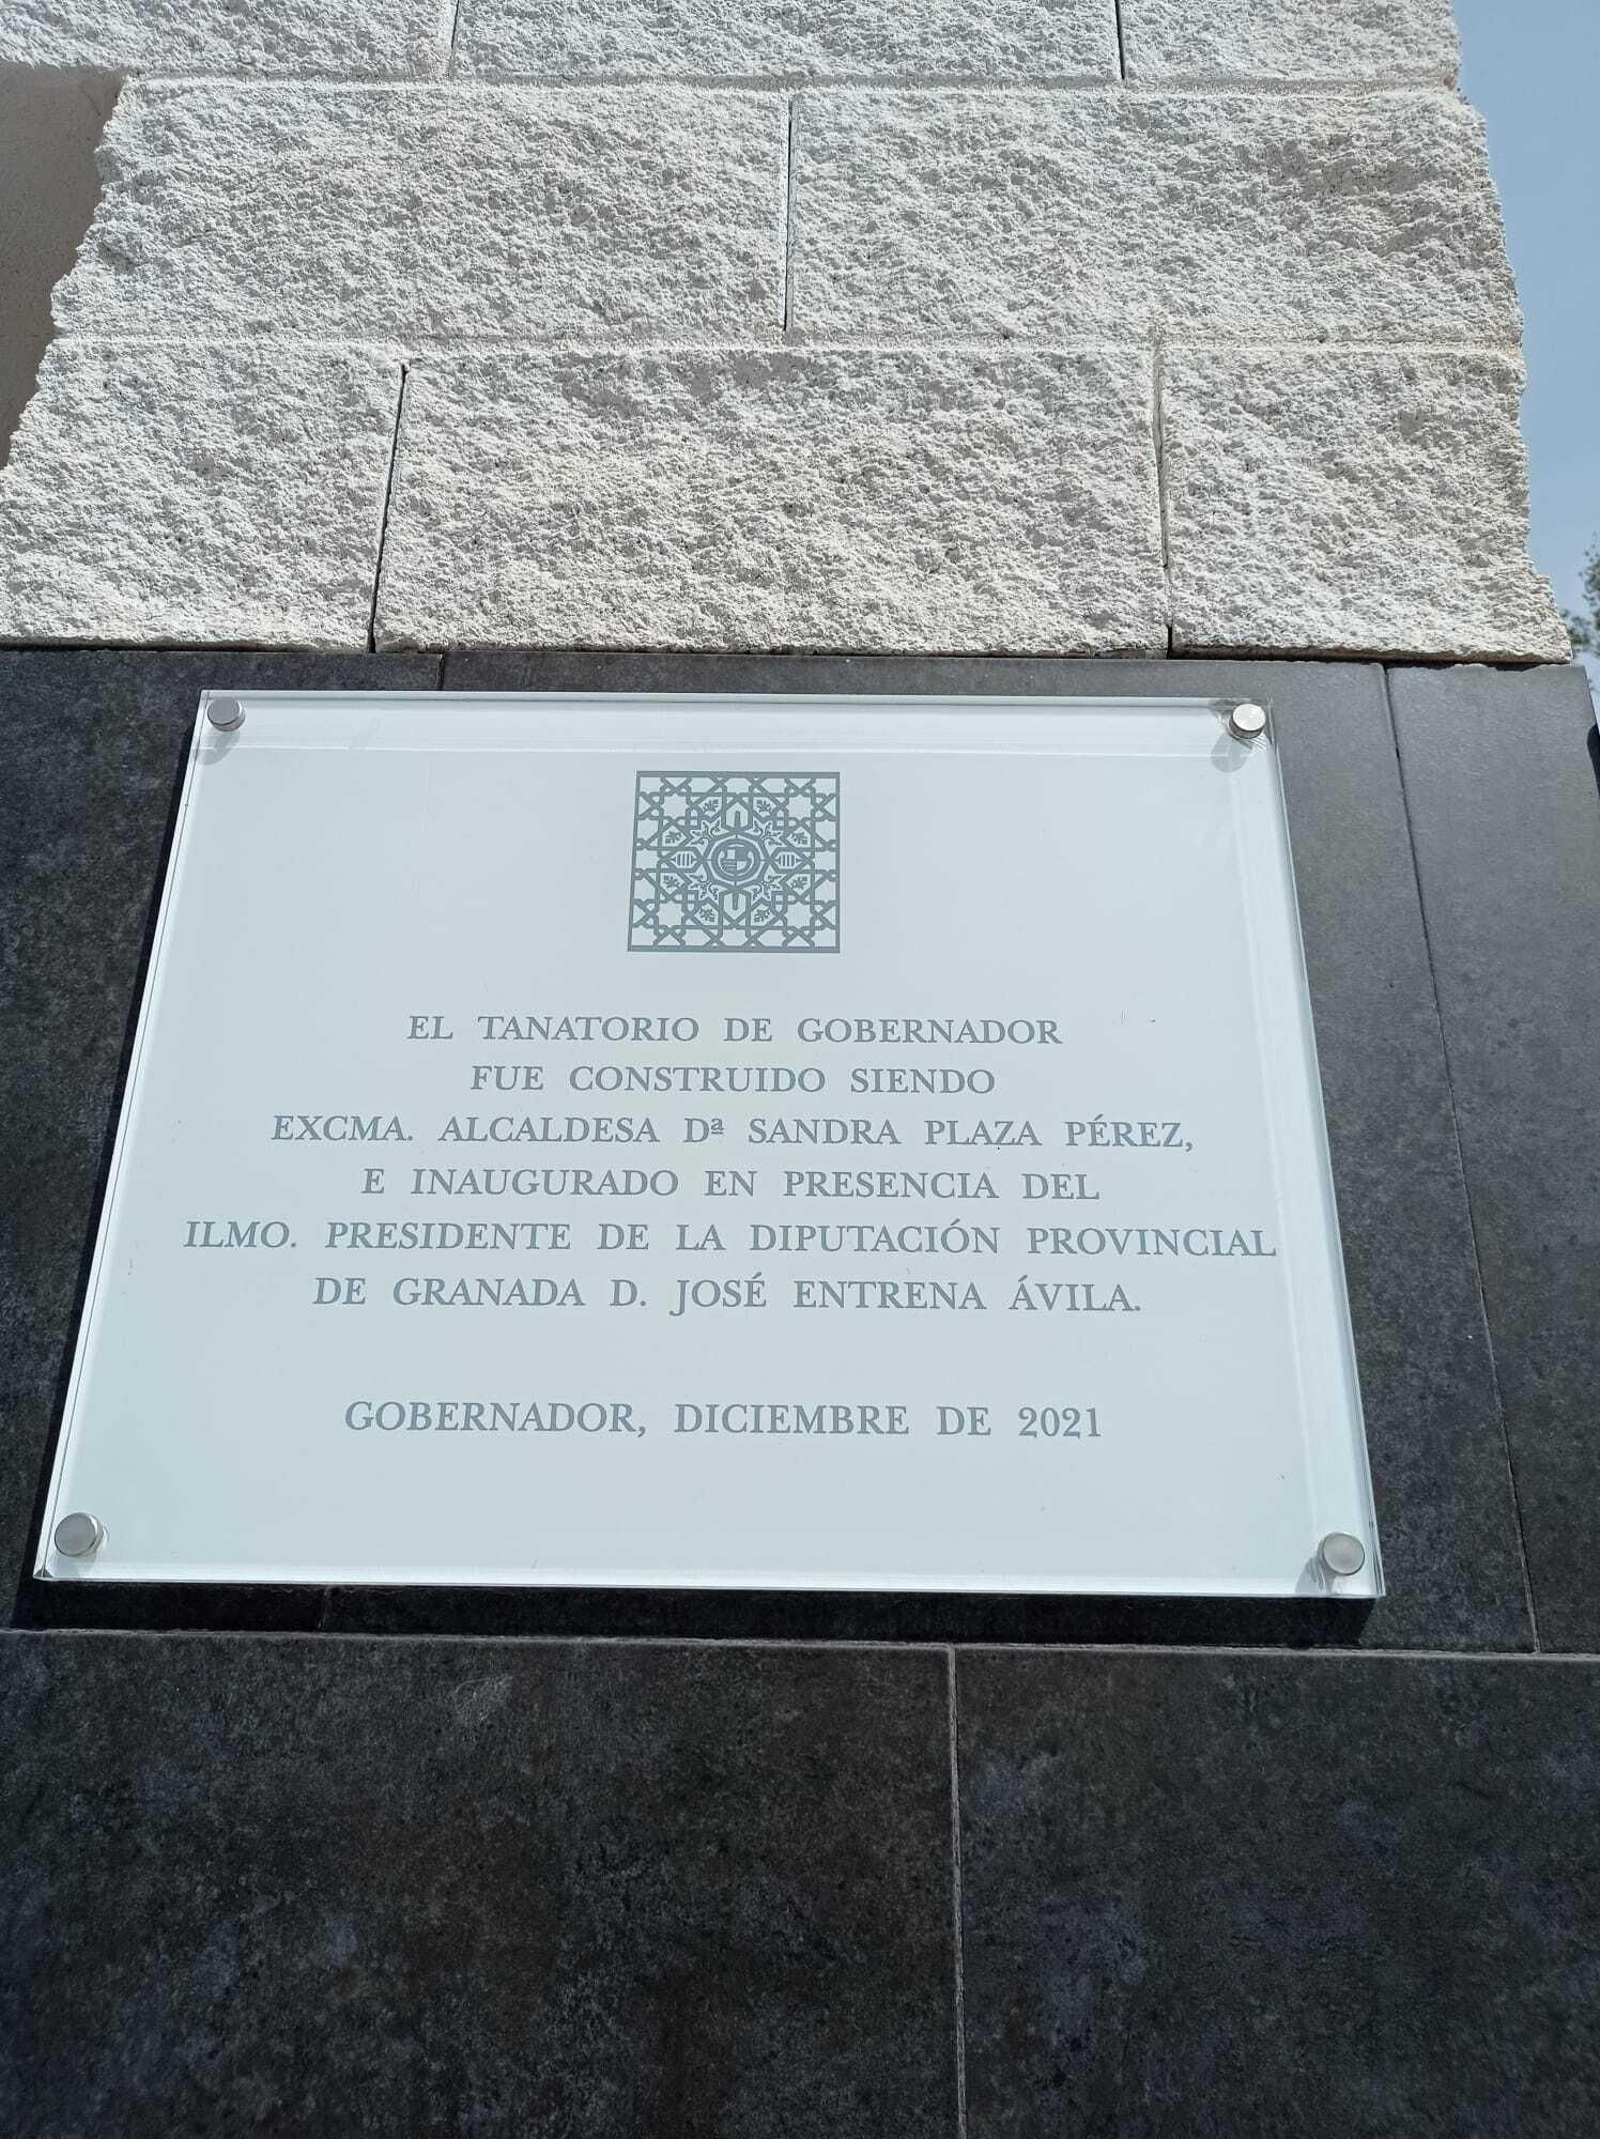 EL TANATORIO DE GOBERNADOR
FUE CONSTRUIDO SIENDO
EXCMA. ALCALDESA Dª SANDRA PLAZA PÉREZ,
E INAUGURADO EN PRESENCIA DEL
ILMO. PRESIDENTE DE LA DIPUTACIÓN PROVINCIAL
DE GRANADA D. JOSÉ ENTRENA ÁVILA.
GOBERNADOR, DICIEMBRE DE 2021